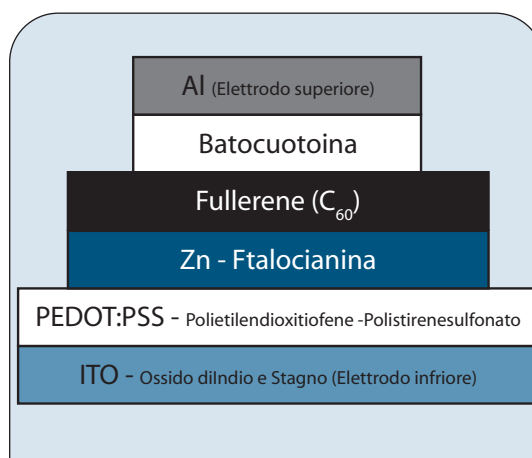 Al (Elettrodo superiore)
Batocuotoina
Fullerene (C60)
Zn - Ftalocianina
PEDOT:PSS - Polietilendioxitiofene -Polistirenesulfonato
ITO - Ossido diIndio e Stagno (Elettrodo infriore)